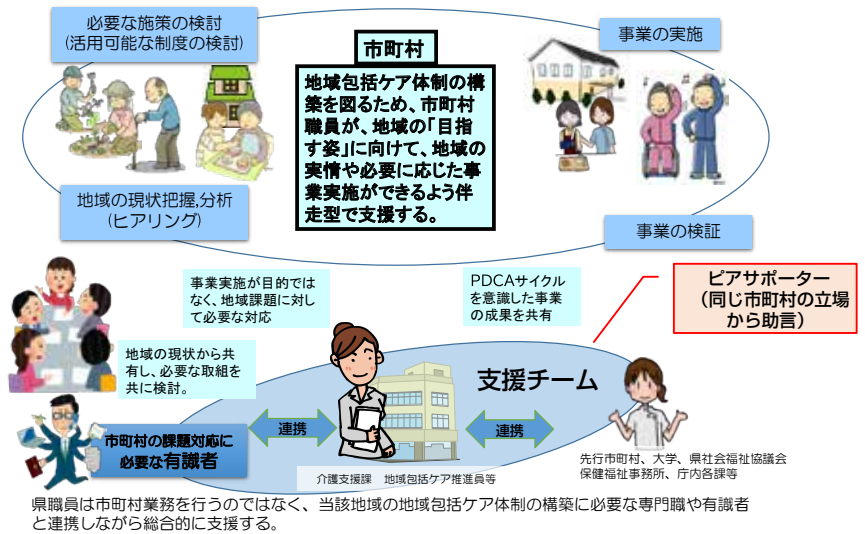 必要な施策の検討
(活用可能な制度の検討)
市町村
事業の実施
地域包括ケア体制の構
築を図るため、市町村
職員が、地域の「目指
す姿」に向けて、地域の
実情や必要に応じた事
業実施ができるよう伴
走型で支援する。
地域の現状把握,分析
(ヒアリング)
事業の検証
事業実施が目的では
なく、地域課題に対し
て必要な対応
PDCAサイクル
を意識した事業
の成果を共有
ピアサポーター
（同じ市町村の立場
から助言）
地域の現状から共
有し、必要な取組を
共に検討。
支援チーム
連携
連携
市町村の課題対応に
必要な有識者
介護支援課　地域包括ケア推進員等
先行市町村、大学、県社会福祉協議会
保健福祉事務所、庁内各課等
県職員は市町村業務を行うのではなく、当該地域の地域包括ケア体制の構築に必要な専門職や有識者
と連携しながら総合的に支援する。